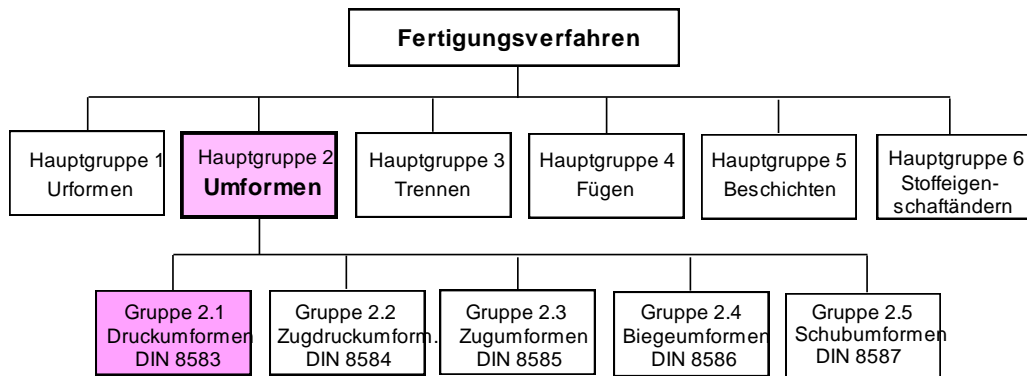 Fertigungsverfahren
Hauptgruppe 1
Urformen
Hauptgruppe 2
Umformen
Hauptgruppe 3
Trennen
Hauptgruppe 4
Fügen
Hauptgruppe 5
Beschichten
Hauptgruppe 6
Stoffeigen-
schaftändern
Gruppe 2.1
Druckumformen
DIN 8583
Gruppe 2.2
Zugdruckumform.
DIN 8584
Gruppe 2.3
Zugumformen
DIN 8585
Gruppe 2.4
Biegeumformen
DIN 8586
Gruppe 2.5
Schubumformen
DIN 8587